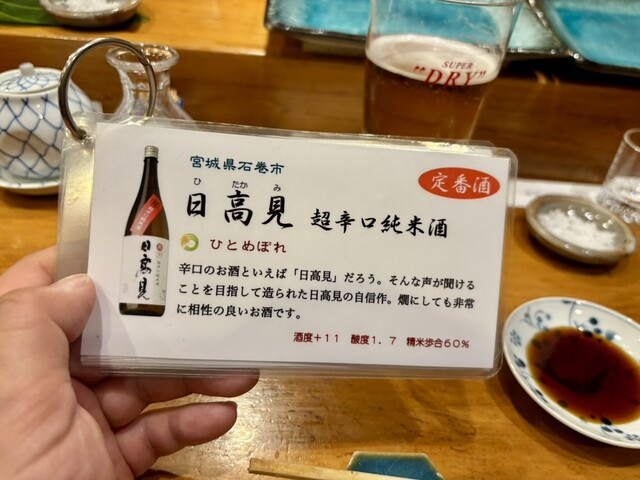 SUPER
"DRY"
宮城県石巻市
定番酒
ひ たかみ
日高見 超辛口純米酒
ひとめぼれ
辛口のお酒といえば「日高見」だろう。そんな声が聞ける
ことを目指して造られた日高見の自信作。燗にしても非常
に相性の良いお酒です。
酒度+11 酸度1.7 精米歩合60%
日高見